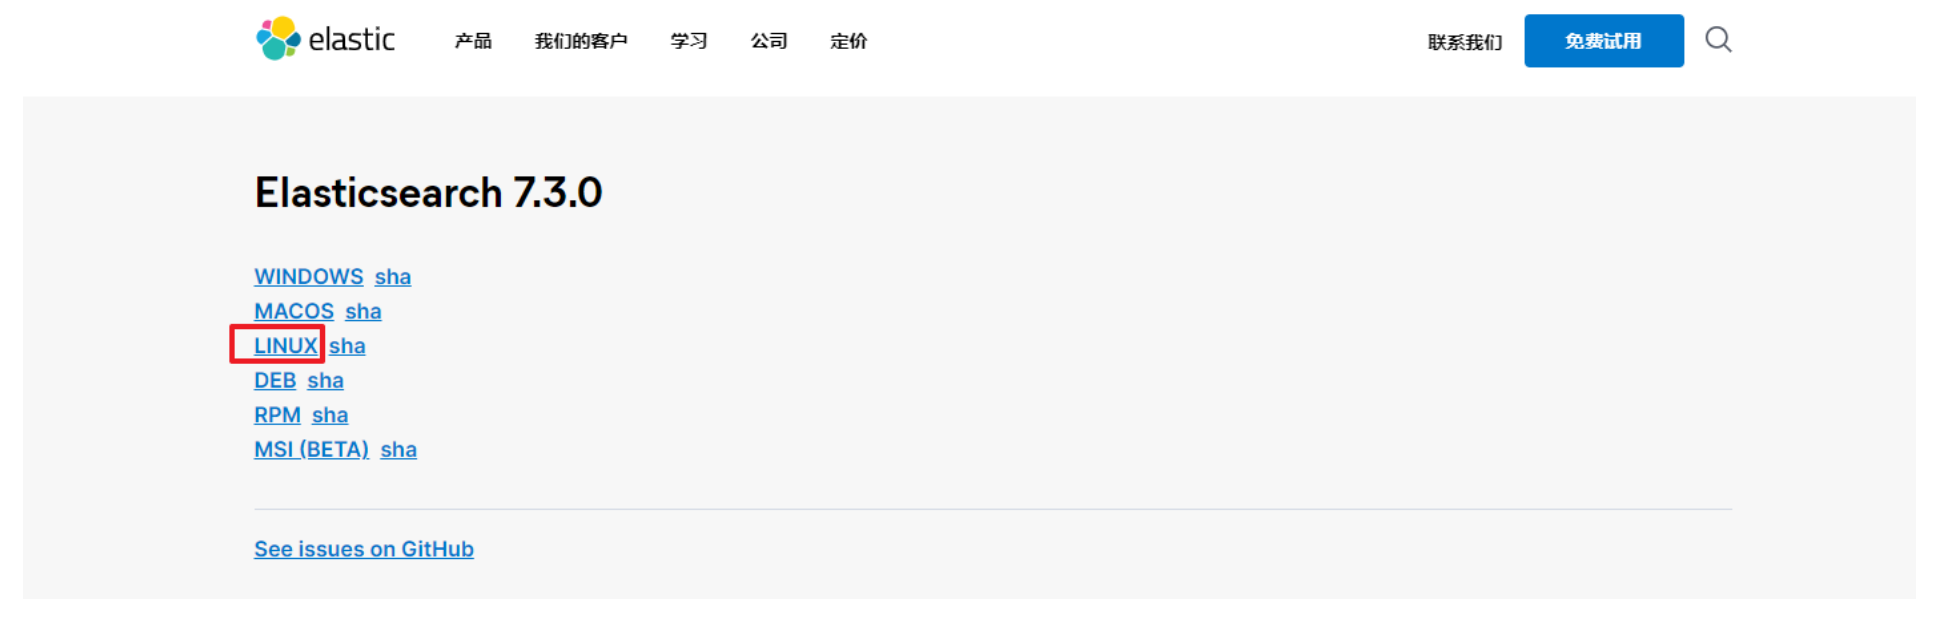 elastic 产品 我们的客户 学习 公司 定价 联系我们 免费试用
Elasticsearch 7.3.0
WINDOWS sha
MACOS sha
LINUX sha
DEB sha
RPM sha
MSI (BETA) sha
See issues on GitHub